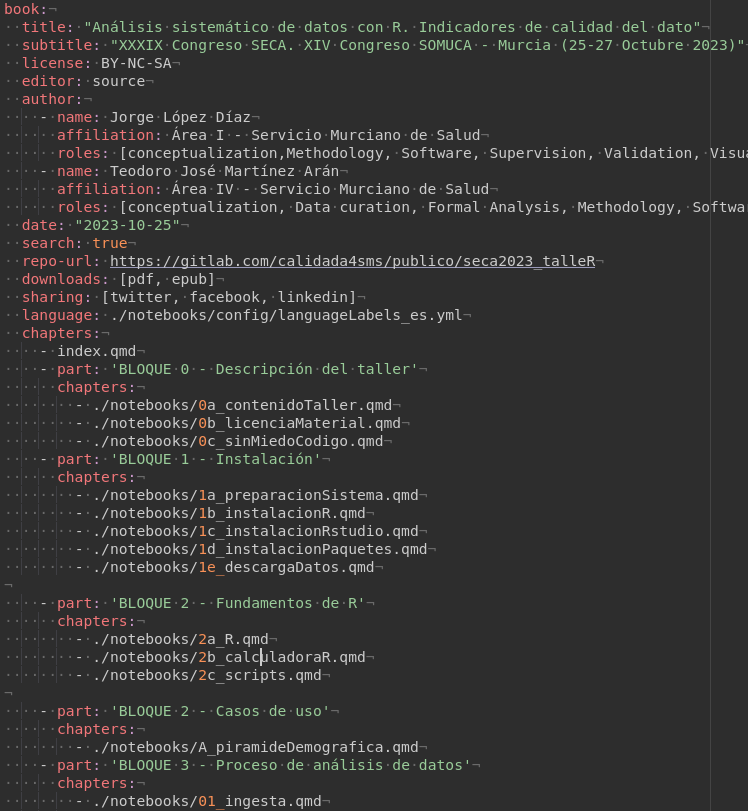 book:
title: "Análisis sistemático de datos con R. Indicadores de calidad del dato"
subtitle: "XXXIX Congreso SECA. XIV Congreso SOMUCA - Murcia (25-27 Octubre 2023)"
license: BY-NC-SA
editor: source
author:
- name: Jorge López Díaz
affiliation: Área I - Servicio Murciano de Salud
roles: [conceptualization,Methodology, Software, Supervision, Validation,
- name: Teodoro José Martínez Arán
affiliation: Área IV - Servicio Murciano de Salud
roles: [conceptualization, Data curation, Formal Analysis, Methodology,
date: "2023-10-25"
search: true
repo-url: https://gitlab.com/calidada4sms/publico/seca2023_talleR
downloads: [pdf, epub]
sharing: [twitter, facebook, linkedin]
language: ./notebooks/config/languageLabels_es.yml
chapters:
- index.qmd
- part: 'BLOQUE 0 - Descripción del taller'
chapters:
- ./notebooks/0a_contenidoTaller.qmd
- ./notebooks/0b_licenciaMaterial.qmd
- ./notebooks/0c_sinMiedoCodigo.qmd
- part: 'BLOQUE 1 - Instalación'
chapters:
- ./notebooks/1a_preparacionSistema.qmd
- ./notebooks/1b_instalacionR.qmd
- ./notebooks/1c_instalacionRstudio.qmd
- ./notebooks/1d_instalacionPaquetes.qmd
- ./notebooks/1e_descargaDatos.qmd
- part: 'BLOQUE 2 - Fundamentos de R'
chapters:
- ./notebooks/2a_R.qmd
- ./notebooks/2b_calculadoraR.qmd
- ./notebooks/2c_scripts.qmd
- part: 'BLOQUE 2 - Casos de uso'
chapters:
- ./notebooks/A_piramideDemografica.qmd
- part: 'BLOQUE 3 - Proceso de análisis de datos'
chapters:
- ./notebooks/01_ingesta.qmd